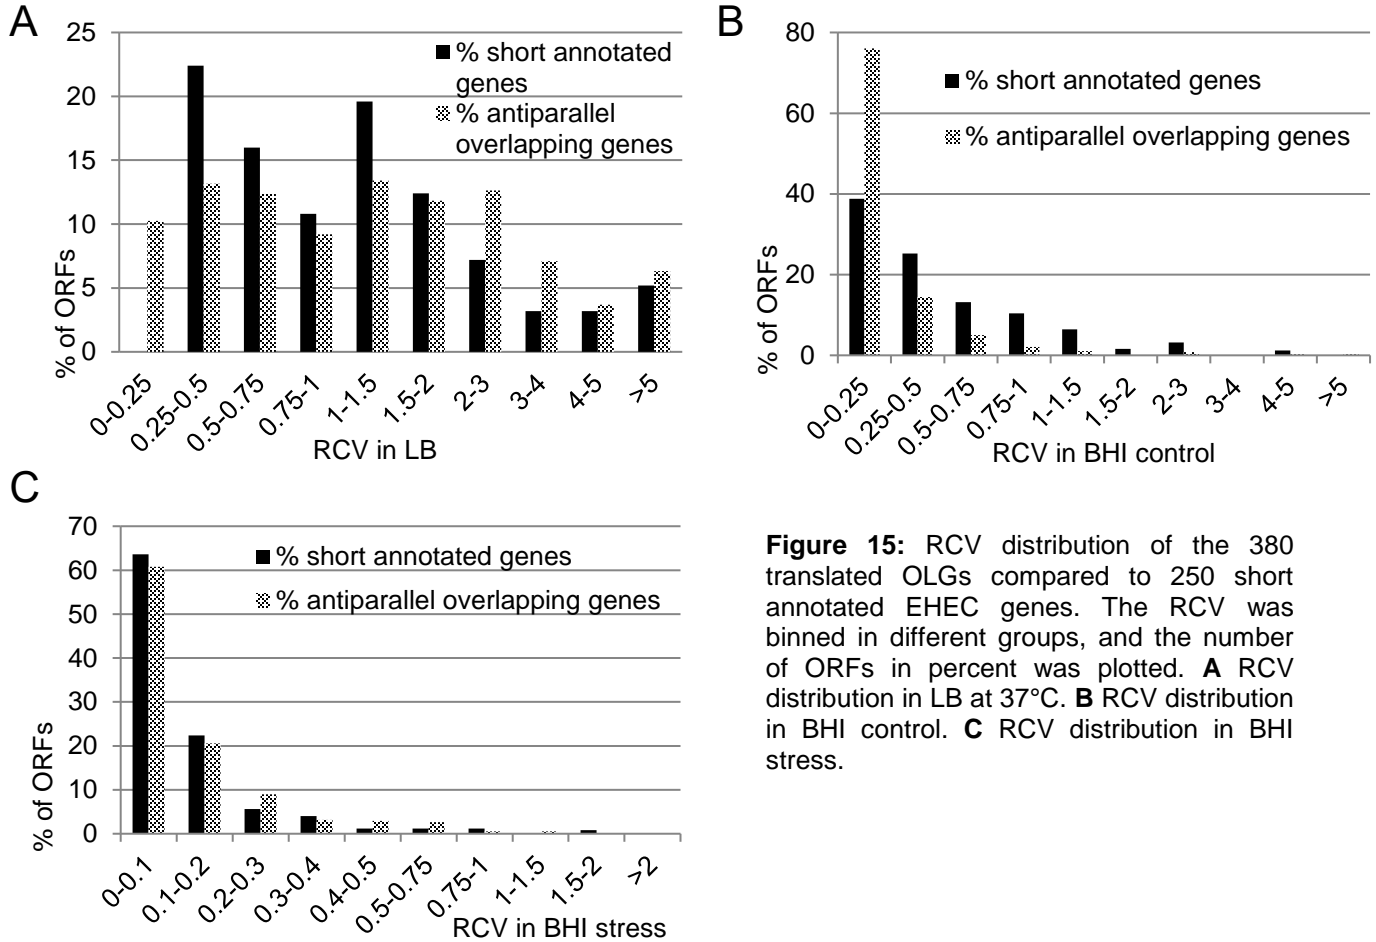 A
25
20
15
10
5
0
% of ORFs
% short annotated
genes
% antiparallel
overlapping genes
0-0.25
0.25-0.5
0.5-0.75
0.75-1
1-1.5
1.5-2
2-3
3-4
4-5
>5
RCV in LB
B
80
60
40
20
0
% of ORFs
% short annotated genes
% antiparallel overlapping genes
0-0.25
0.25-0.5
0.5-0.75
0.75-1
1-1.5
1.5-2
2-3
3-4
4-5
>5
RCV in BHI control
C
70
60
50
40
30
20
10
0
% of ORFs
% short annotated genes
% antiparallel overlapping genes
0-0.1
0.1-0.2
0.2-0.3
0.3-0.4
0.4-0.5
0.5-0.75
0.75-1
1-1.5
1.5-2
>2
RCV in BHI stress
Figure 15: RCV distribution of the 380
translated OLGs compared to 250 short
annotated EHEC genes. The RCV was
binned in different groups, and the number
of ORFs in percent was plotted. A RCV
distribution in LB at 37°C. B RCV distribution
in BHI control. C RCV distribution in BHI
stress.